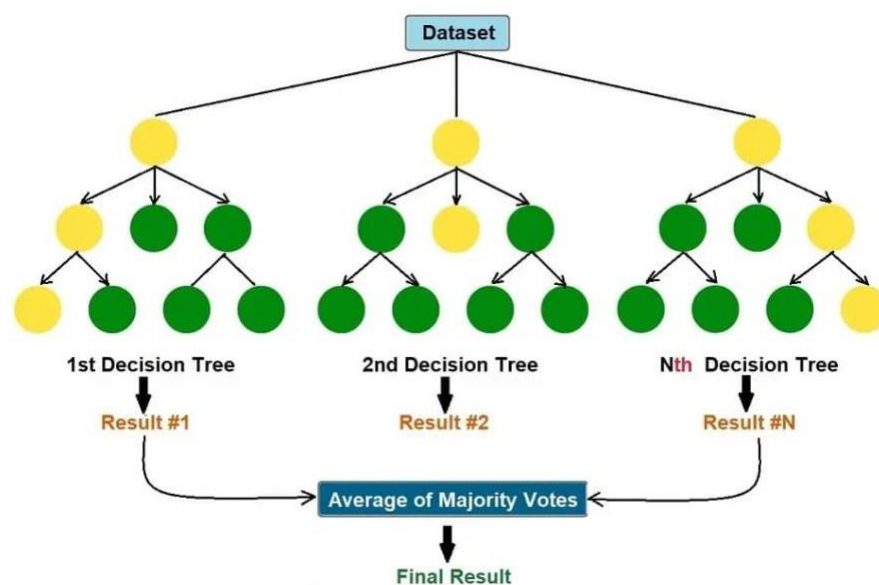 Dataset
1st Decision Tree
2nd Decision Tree
Nth Decision Tree
Result #1
Result #2
Result #N
Average of Majority Votes
Final Result